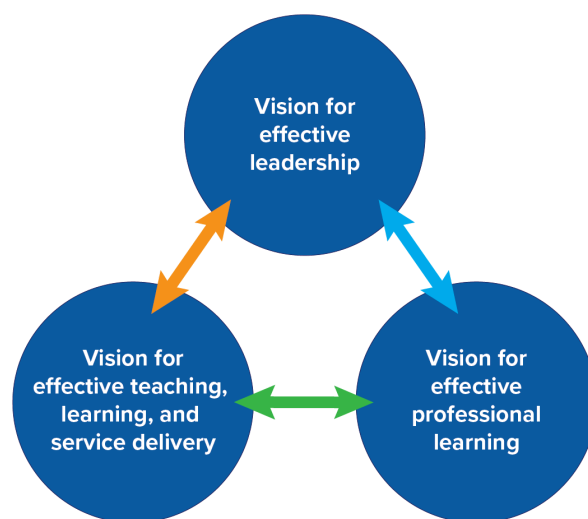 Vision for
effective
leadership
Vision for
effective teaching,
learning, and
service delivery
Vision for
effective
professional
learning